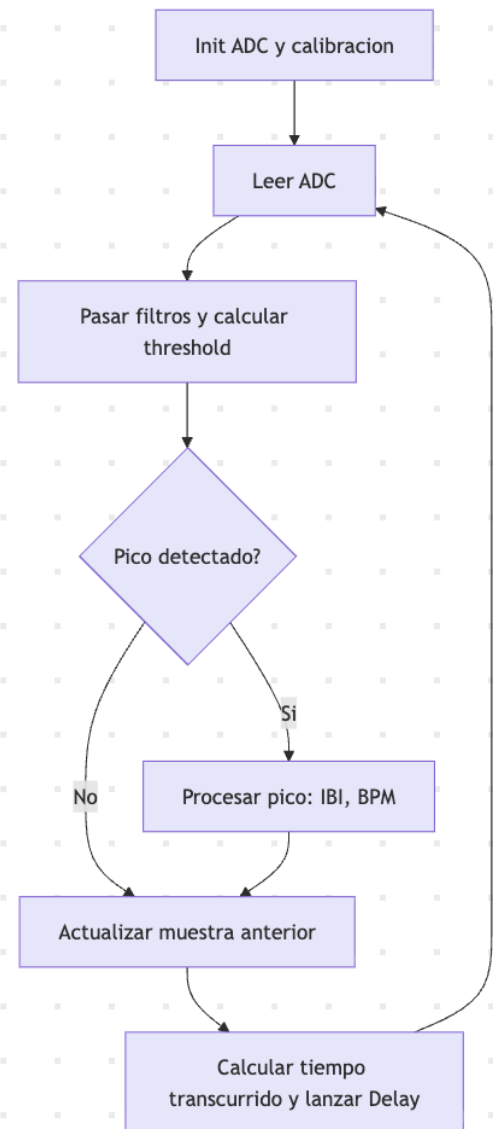 Init ADC y calibracion
Leer ADC
Pasar filtros y calcular
threshold
Pico detectado?
Si
No
Procesar pico: IBI, BPM
Actualizar muestra anterior
Calcular tiempo
transcurrido y lanzar Delay